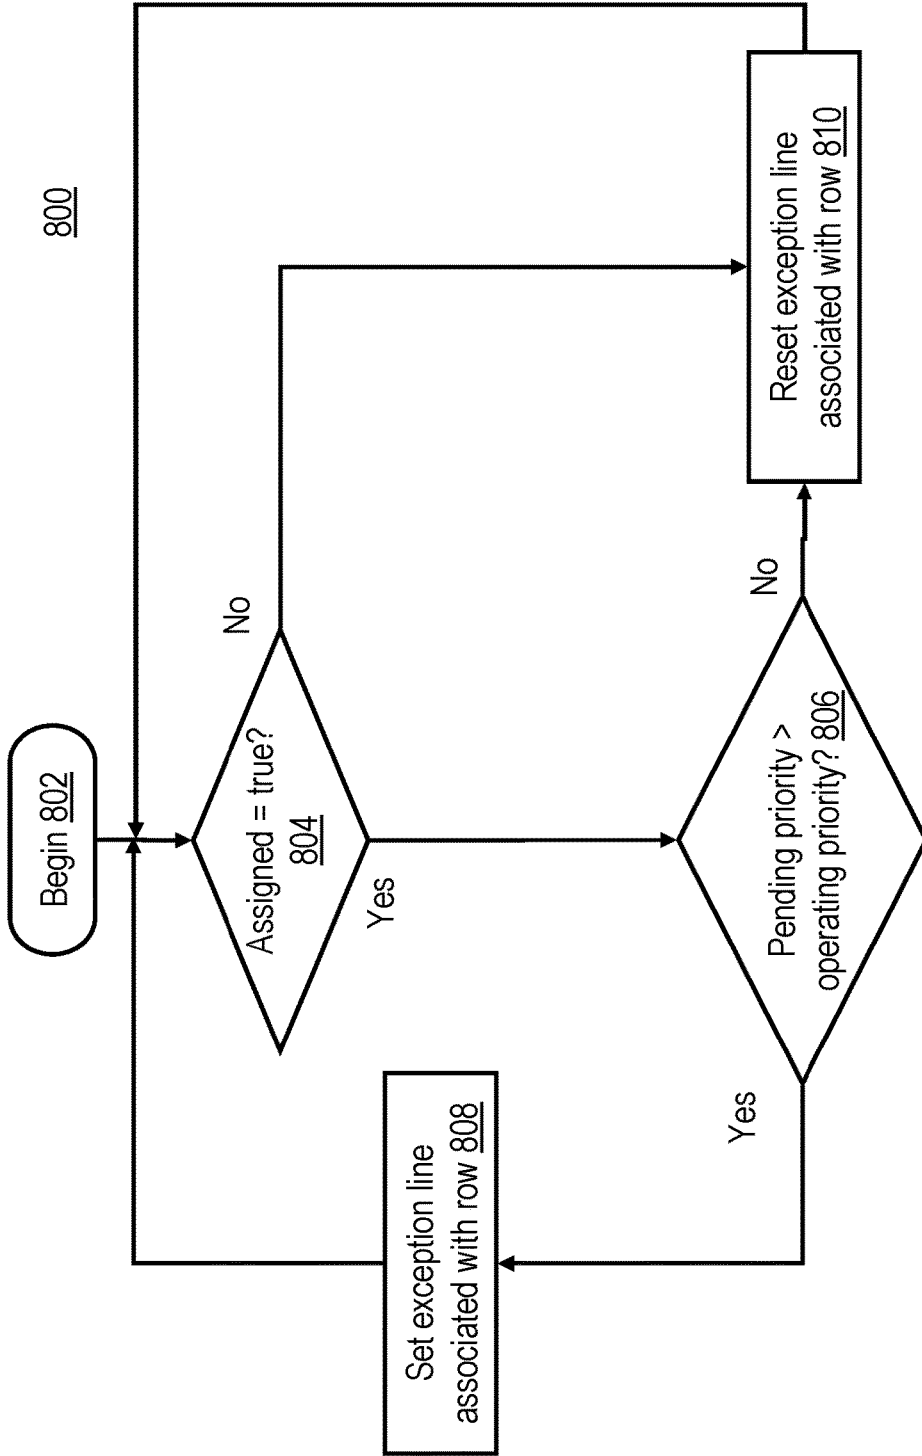 800
Begin 802
Assigned = true?
804
No
Yes
Pending priority >
operating priority? 806
Yes
No
Set exception line
associated with row 808
Reset exception line
associated with row 810